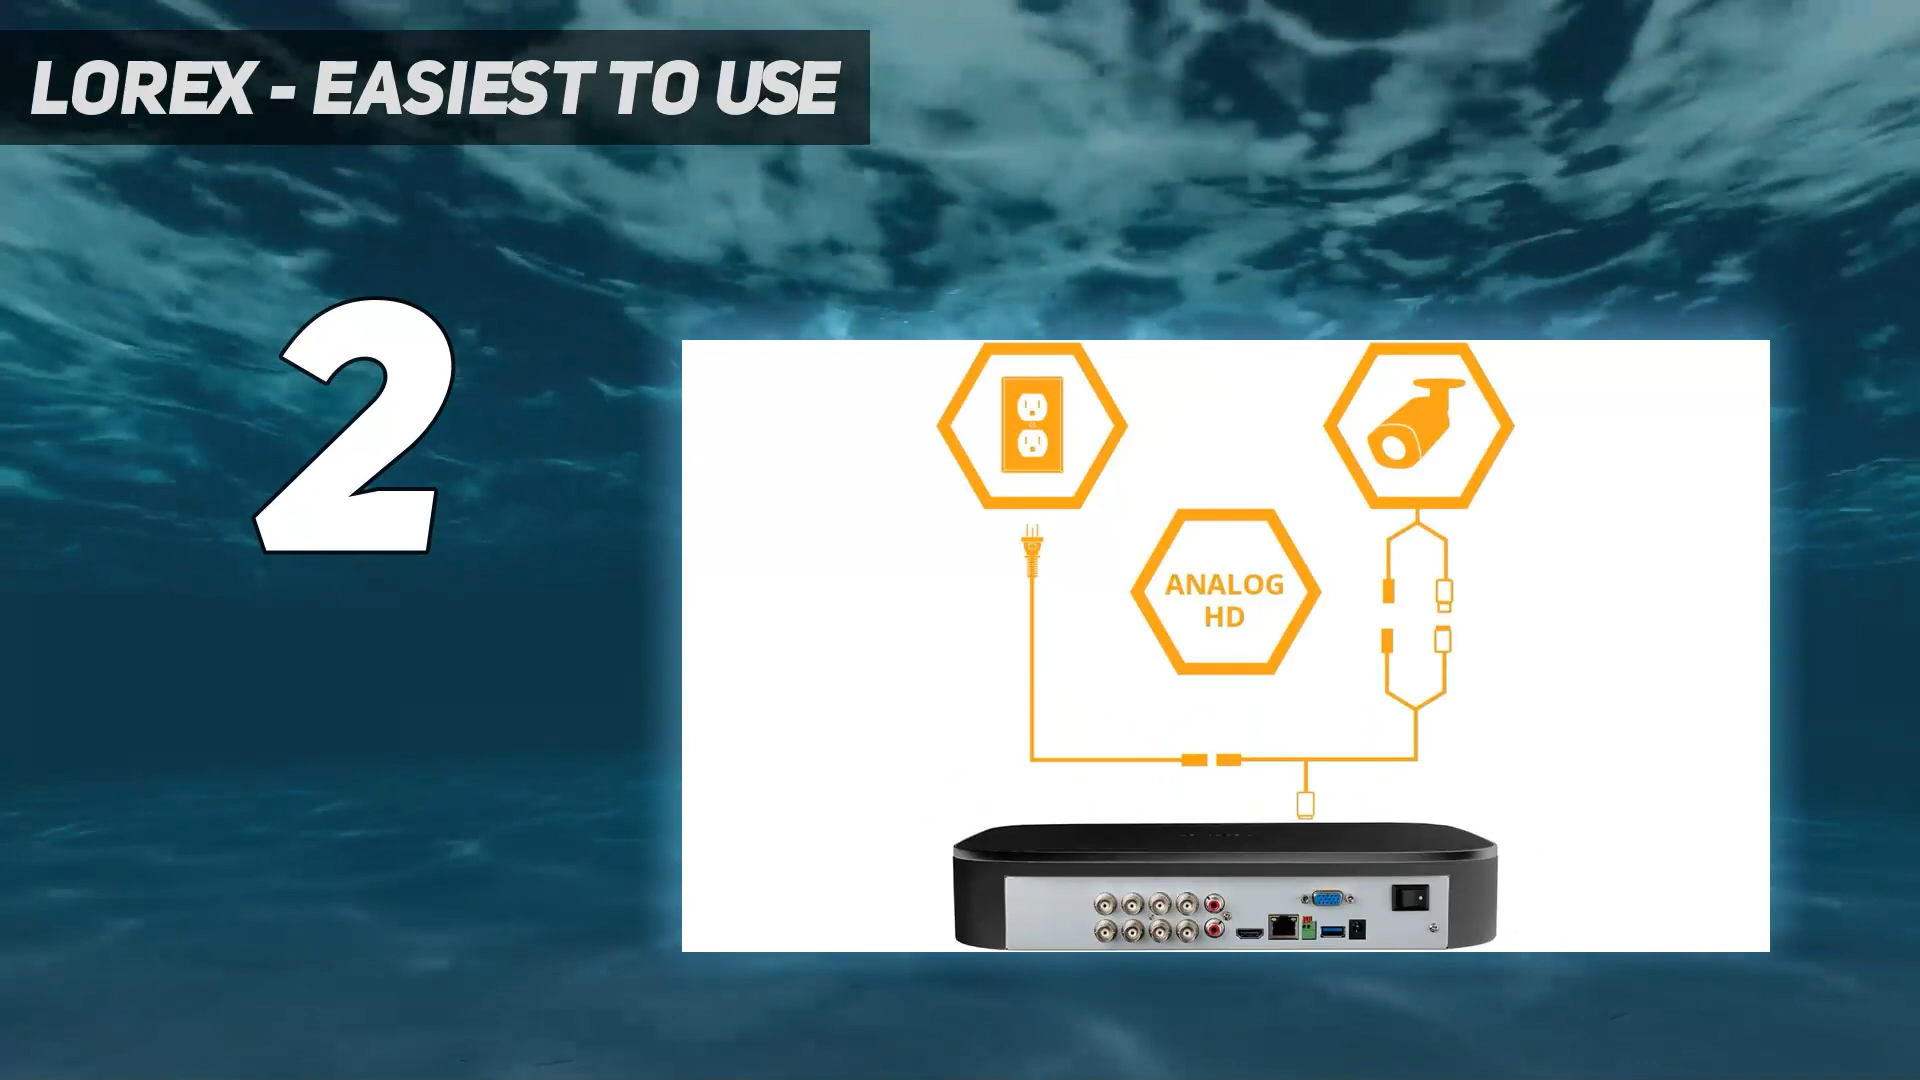 LOREX - EASIEST TO USE
2
ANALOG
HD